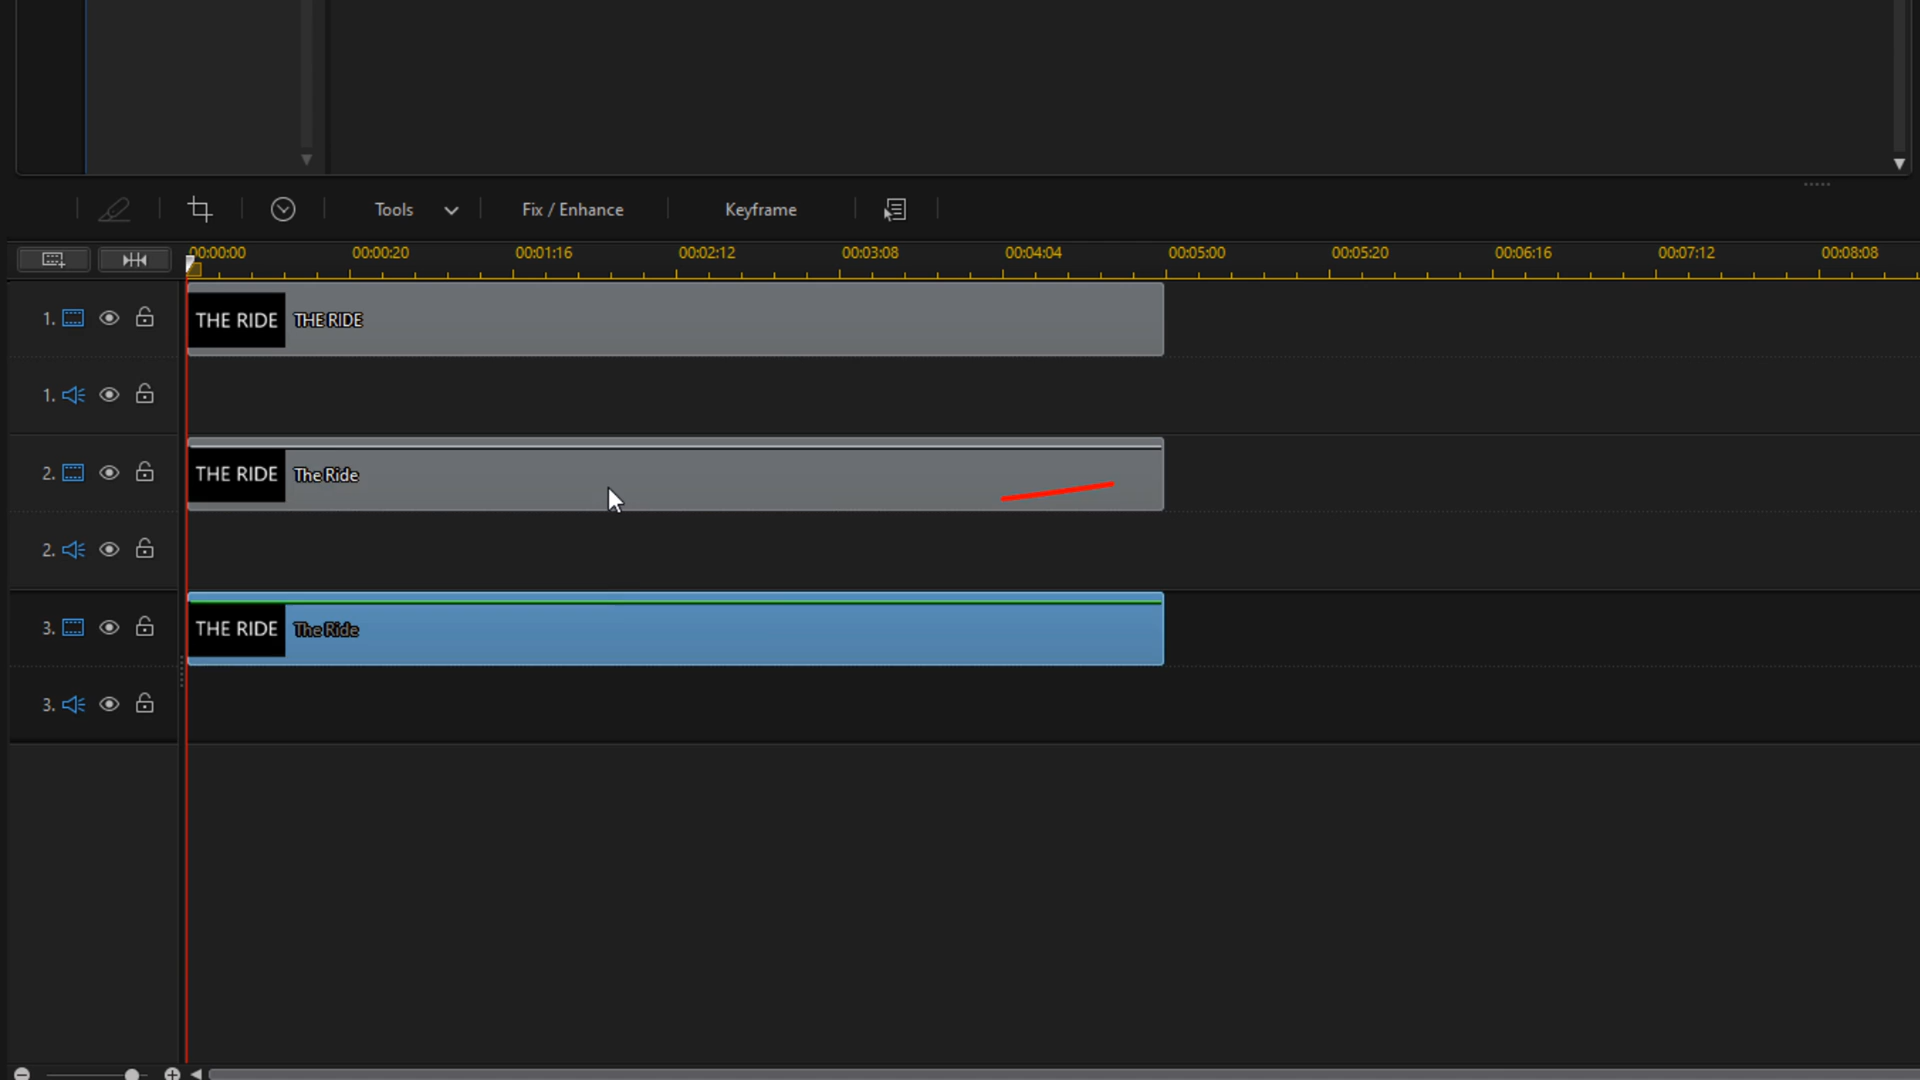 Tools Fix / Enhance Keyframe
00:00:00 00:00:20 00:01:16 00:02:12 00:03:08 00:04:04 00:05:00 00:05:20 00:06:16 00:07:12 00:08:08
1. THE RIDE THE RIDE
1.
2. THE RIDE The Ride
2.
3. THE RIDE The Ride
3.